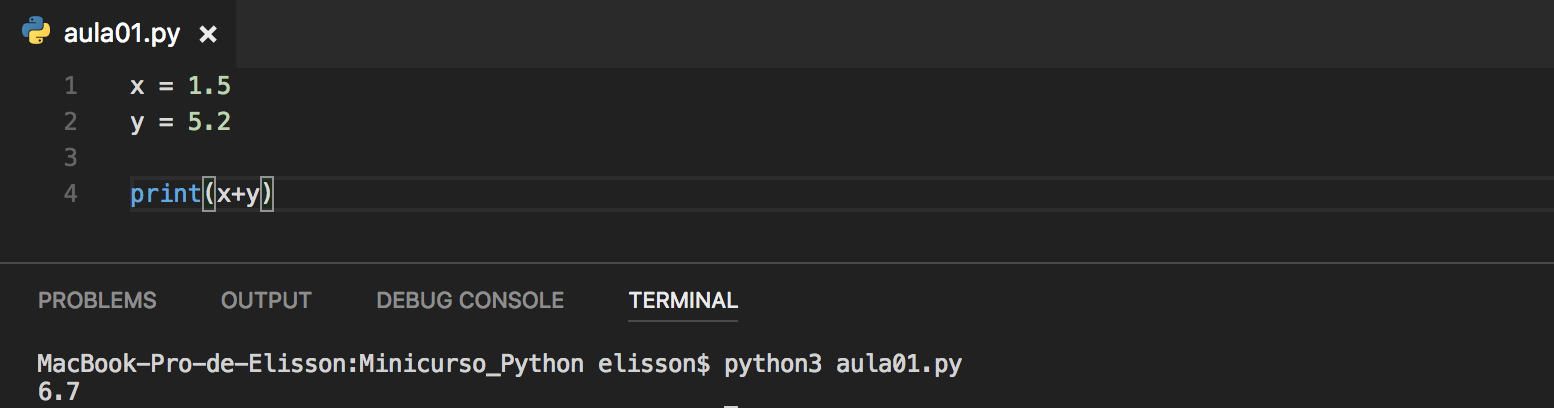 aula01.py ×
1 x = 1.5
2 y = 5.2
3
4 print(x+y)
PROBLEMS OUTPUT DEBUG CONSOLE TERMINAL
MacBook-Pro-de-Elisson:Minicurso_Python elisson$ python3 aula01.py
6.7